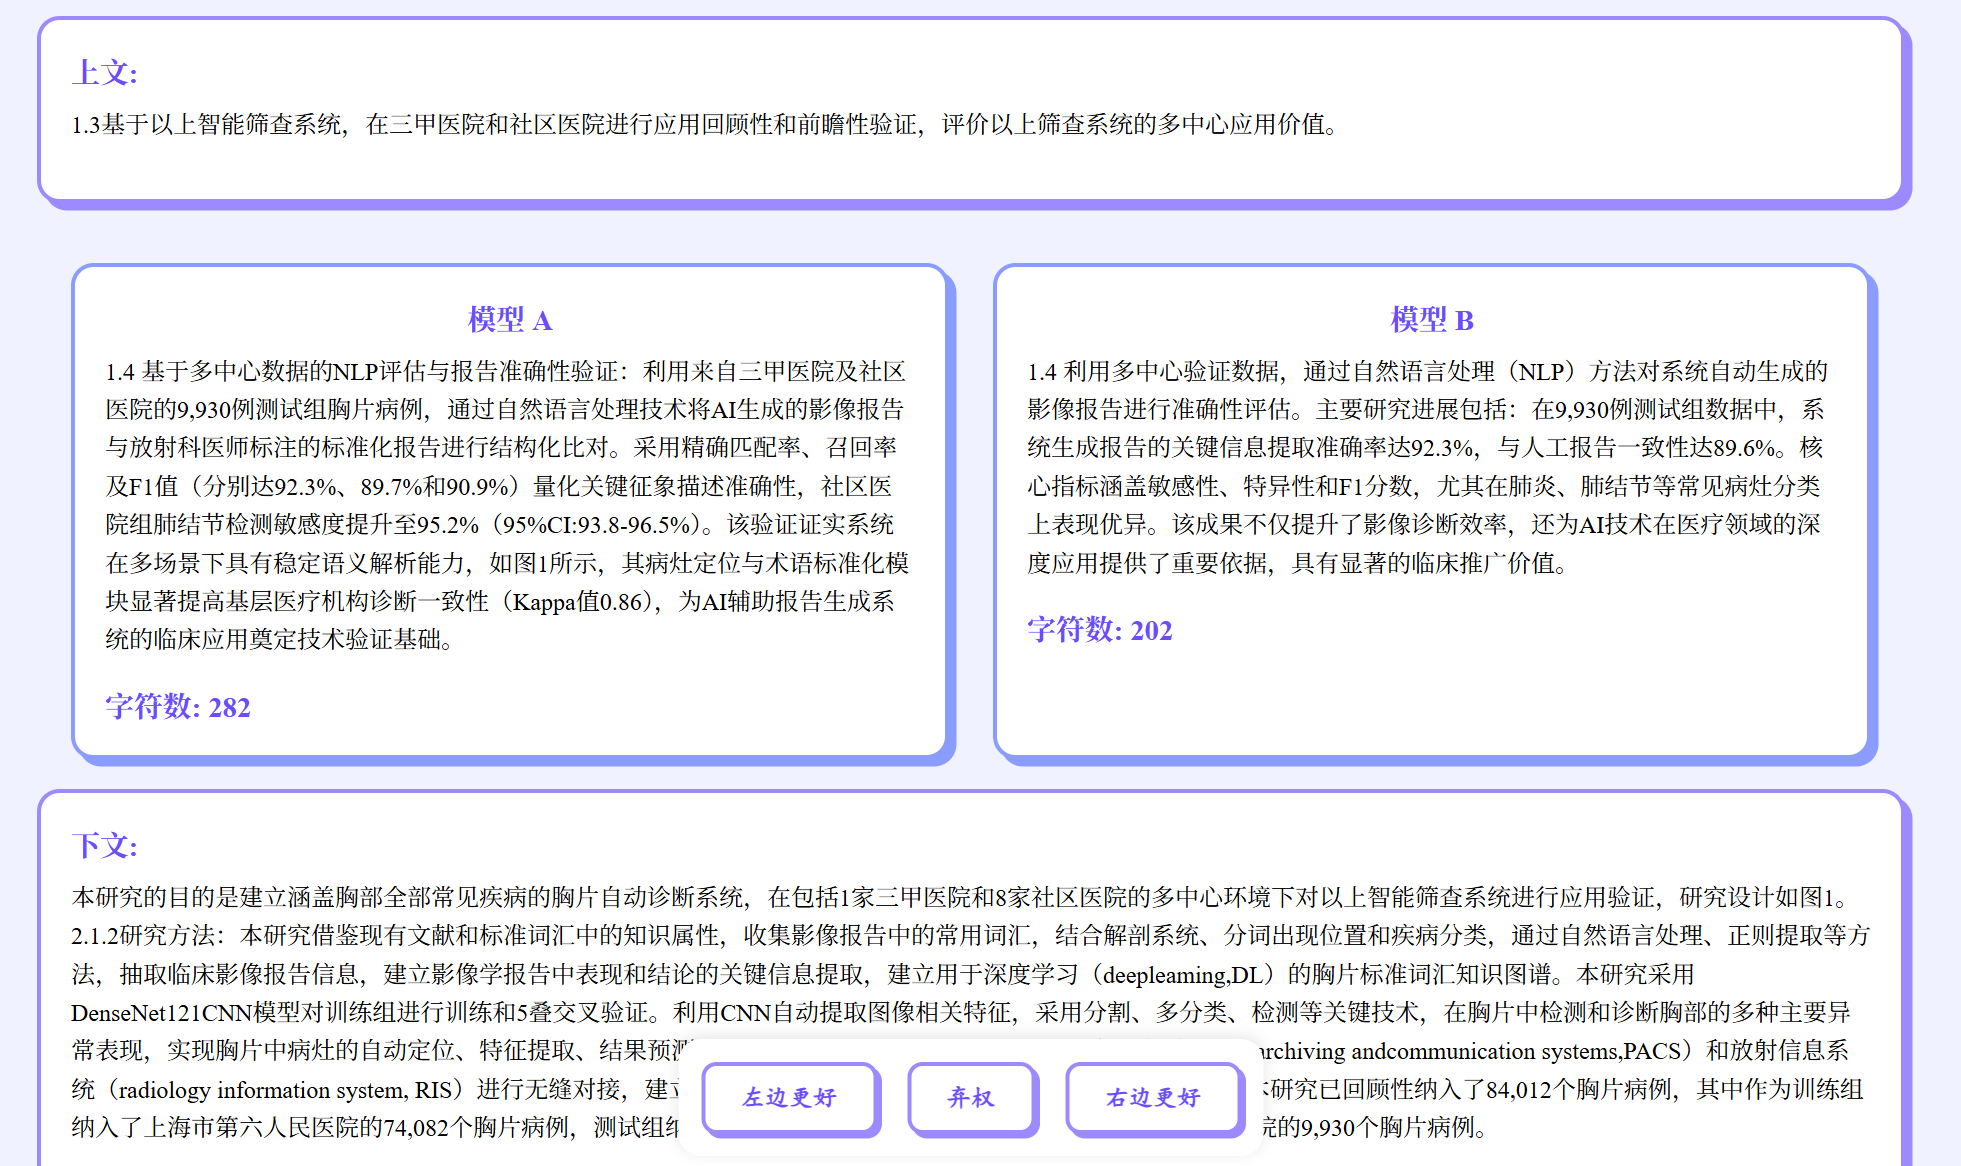 上文:
1.3基于以上智能筛查系统，在三甲医院和社区医院进行应用回顾性和前瞻性验证，评价以上筛查系统的多中心应用价值。
模型 A
1.4 基于多中心数据的NLP评估与报告准确性验证：利用来自三甲医院及社区
医院的9,930例测试组胸片病例，通过自然语言处理技术将AI生成的影像报告
与放射科医师标注的标准化报告进行结构化比对。采用精确匹配率、召回率
及F1值（分别达92.3%、89.7%和90.9%）量化关键征象描述准确性，社区医
院组肺结节检测敏感度提升至95.2%（95%CI:93.8-96.5%）。该验证证实系统
在多场景下具有稳定语义解析能力，如图1所示，其病灶定位与术语标准化模
块显著提高基层医疗机构诊断一致性（Kappa值0.86），为AI辅助报告生成系
统的临床应用奠定技术验证基础。
字符数: 282
模型 B
1.4 利用多中心验证数据，通过自然语言处理（NLP）方法对系统自动生成的
影像报告进行准确性评估。主要研究进展包括：在9,930例测试组数据中，系
统生成报告的关键信息提取准确率达92.3%，与人工报告一致性达89.6%。核
心指标涵盖敏感性、特异性和F1分数，尤其在肺炎、肺结节等常见病灶分类
上表现优异。该成果不仅提升了影像诊断效率，还为AI技术在医疗领域的深
度应用提供了重要依据，具有显著的临床推广价值。
字符数: 202
下文:
本研究的目的是建立涵盖胸部全部常见疾病的胸片自动诊断系统，在包括1家三甲医院和8家社区医院的多中心环境下对以上智能筛查系统进行应用验证，研究设计如图1。
2.1.2研究方法：本研究借鉴现有文献和标准词汇中的知识属性，收集影像报告中的常用词汇，结合解剖系统、分词出现位置和疾病分类，通过自然语言处理、正则提取等方
法，抽取临床影像报告信息，建立影像学报告中表现和结论的关键信息提取，建立用于深度学习（deepleaming,DL）的胸片标准词汇知识图谱。本研究采用
DenseNet121CNN模型对训练组进行训练和5叠交叉验证。利用CNN自动提取图像相关特征，采用分割、多分类、检测等关键技术，在胸片中检测和诊断胸部的多种主要异
常表现，实现胸片中病灶的自动定位、特征提取、结果预 archiving andcommunication systems,PACS）和放射信息系
统（radiology information system, RIS）进行无缝对接，建 本研究已回顾性纳入了84,012个胸片病例，其中作为训练组
纳入了上海市第六人民医院的74,082个胸片病例，测试组 院的9,930个胸片病例。
左边更好
弃权
右边更好